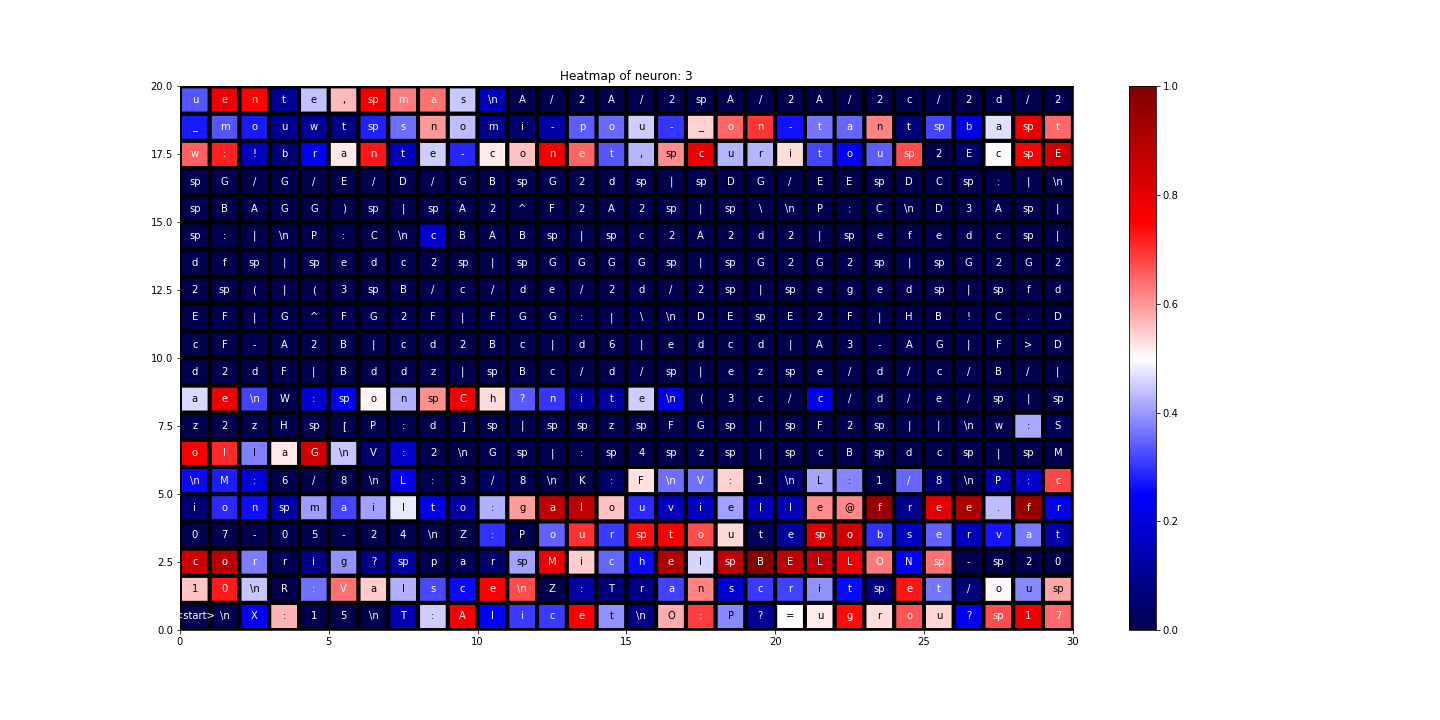 Heatmap of neuron: 3
20.0 u e n t e , sp m a s \n A / 2 A / 2 sp A / 2 A / 2 c / 2 d / 2 1.0
_ m o u w t sp s n o m i - p o u - _ o n - t a n t sp b a sp t
17.5 w : ! b r a n t e - c o n e t , sp c u r i t o u sp 2 E c sp E
sp G / G / E / D / G B sp G 2 d sp | sp D G / E E sp D C sp : | \n 0.8
sp B A G G ) sp | sp A 2 ^ F 2 A 2 sp | sp \ \n P : C \n D 3 A sp |
15.0 sp : | \n P : C \n c B A B sp | sp c 2 A 2 d 2 | sp e f e d c sp |
d f sp | sp e d c 2 sp | sp G G G G sp | sp G 2 G 2 sp | sp G 2 G 2
12.5 2 sp ( | ( 3 sp B / c / d e / 2 d / 2 sp | sp e g e d sp | sp f d 0.6
E F | G ^ F G 2 F | F G G : | \ \n D E sp E 2 F | H B ! C . D
10.0 c F - A 2 B | c d 2 B c | d 6 | e d c d | A 3 - A G | F > D
d 2 d F | B d d z | sp B c / d / sp | e z sp e / d / c / B / |
a e \n W : sp o n sp C h ? n i t e \n ( 3 c / c / d / e / sp | sp 0.4
7.5 z 2 z H sp [ P : d ] sp | sp sp z sp F G sp | sp F 2 sp | | \n w : S
o l l a G \n V : 2 \n G sp | : sp 4 sp z sp | sp c B sp d c sp | sp M
5.0 \n M : 6 / 8 \n L : 3 / 8 \n K : F \n V : 1 \n L : 1 / 8 \n P : c
i o n sp m a i l t o : g a l o u v i e l l e @ f r e e . f r 0.2
0 7 - 0 5 - 2 4 \n Z : P o u r sp t o u t e sp o b s e r v a t
2.5 c o r r i g ? sp p a r sp M i c h e l sp B E L L O N sp - sp 2 0
1 0 \n R : V a l s c e \n Z : T r a n s c r i t sp e t / o u sp
0.0 <start> \n X : 1 5 \n T : A l i c e t \n O : P ? = u g r o u ? sp 1 7 0.0
0 5 10 15 20 25 30